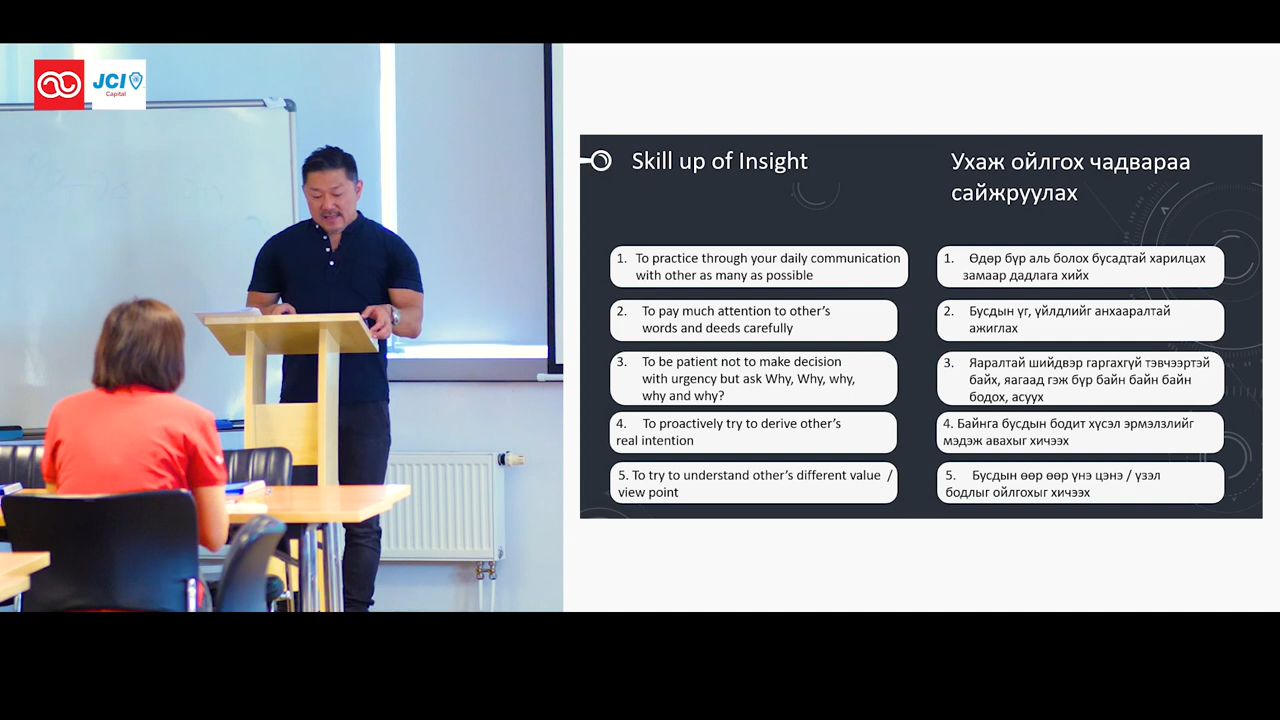 JCI
Capital
Skill up of Insight
1. To practice through your daily communication
with other as many as possible
2. To pay much attention to other's
words and deeds carefully
3. To be patient not to make decision
with urgency but ask Why, Why, why,
why and why?
4. To proactively try to derive other's
real intention
5. To try to understand other's different value /
view point
Ухаж ойлгох чадвараа
сайжруулах
1. Өдөр бүр аль болох бусадтай харилцах
замаар дадлага хийх
2. Бусдын үг, үйлдлийг анхааралтай
ажиглах
3. Яаралтай шийдвэр гаргахгүй тэвчээртэй
байх, яагаад гэж бүр байн байн байн
бодох, асуух
4. Байнга бусдын бодит хүсэл эрмэлзлийг
мэдэж авахыг хичээх
5. Бусдын өөр өөр үнэ цэнэ / үзэл
бодлыг ойлгохыг хичээх